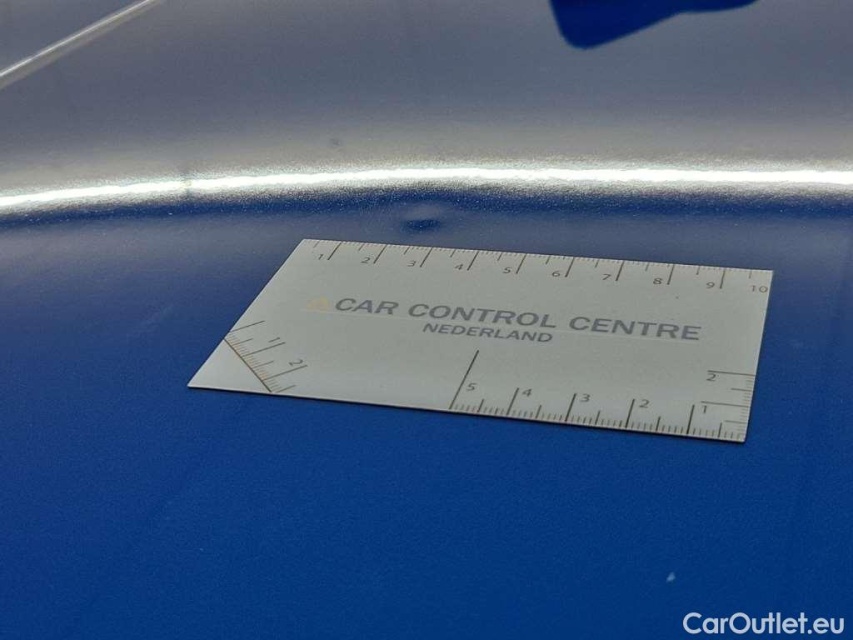 1 2 3 4 5 6 7 8 9 10
CAR CONTROL CENTRE
NEDERLAND
1 2
2
1
5 4 3 2 1
CarOutlet.eu